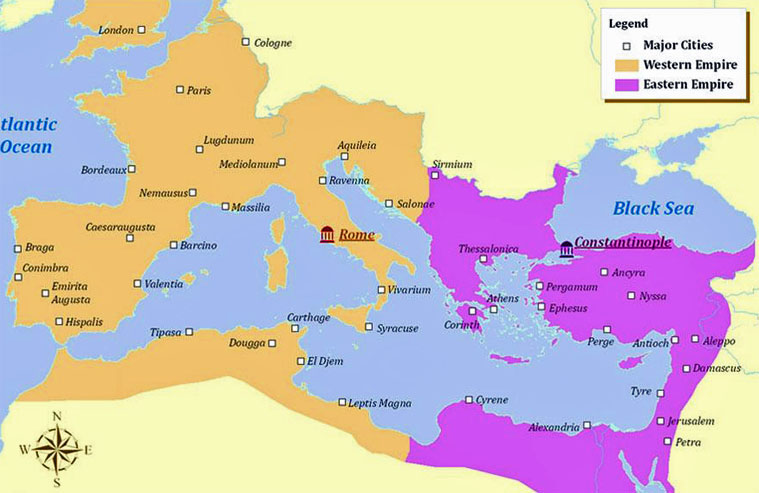 London
Cologne
Legend
Major Cities
Western Empire
Eastern Empire
Paris
tlantic
Ocean
Lugdunum
Aquileia
Bordeaux
Mediolanum
Sirmium
Ravenna
Nemausus
Massilia
Salonae
Black Sea
Caesaraugusta
Rome
Constantinople
Braga
Barcino
Thessalonica
Conimbra
Ancyra
Emirita
Augusta
Valentia
Vivarium
Pergamum
Nyssa
Athens
Ephesus
Hispalis
Carthage
Corinth
Tipasa
Syracuse
Dougga
Perge
Antioch
Aleppo
El Djem
Damascus
Tyre
Leptis Magna
Cyrene
N
W
E
S
Alexandria
Jerusalem
Petra